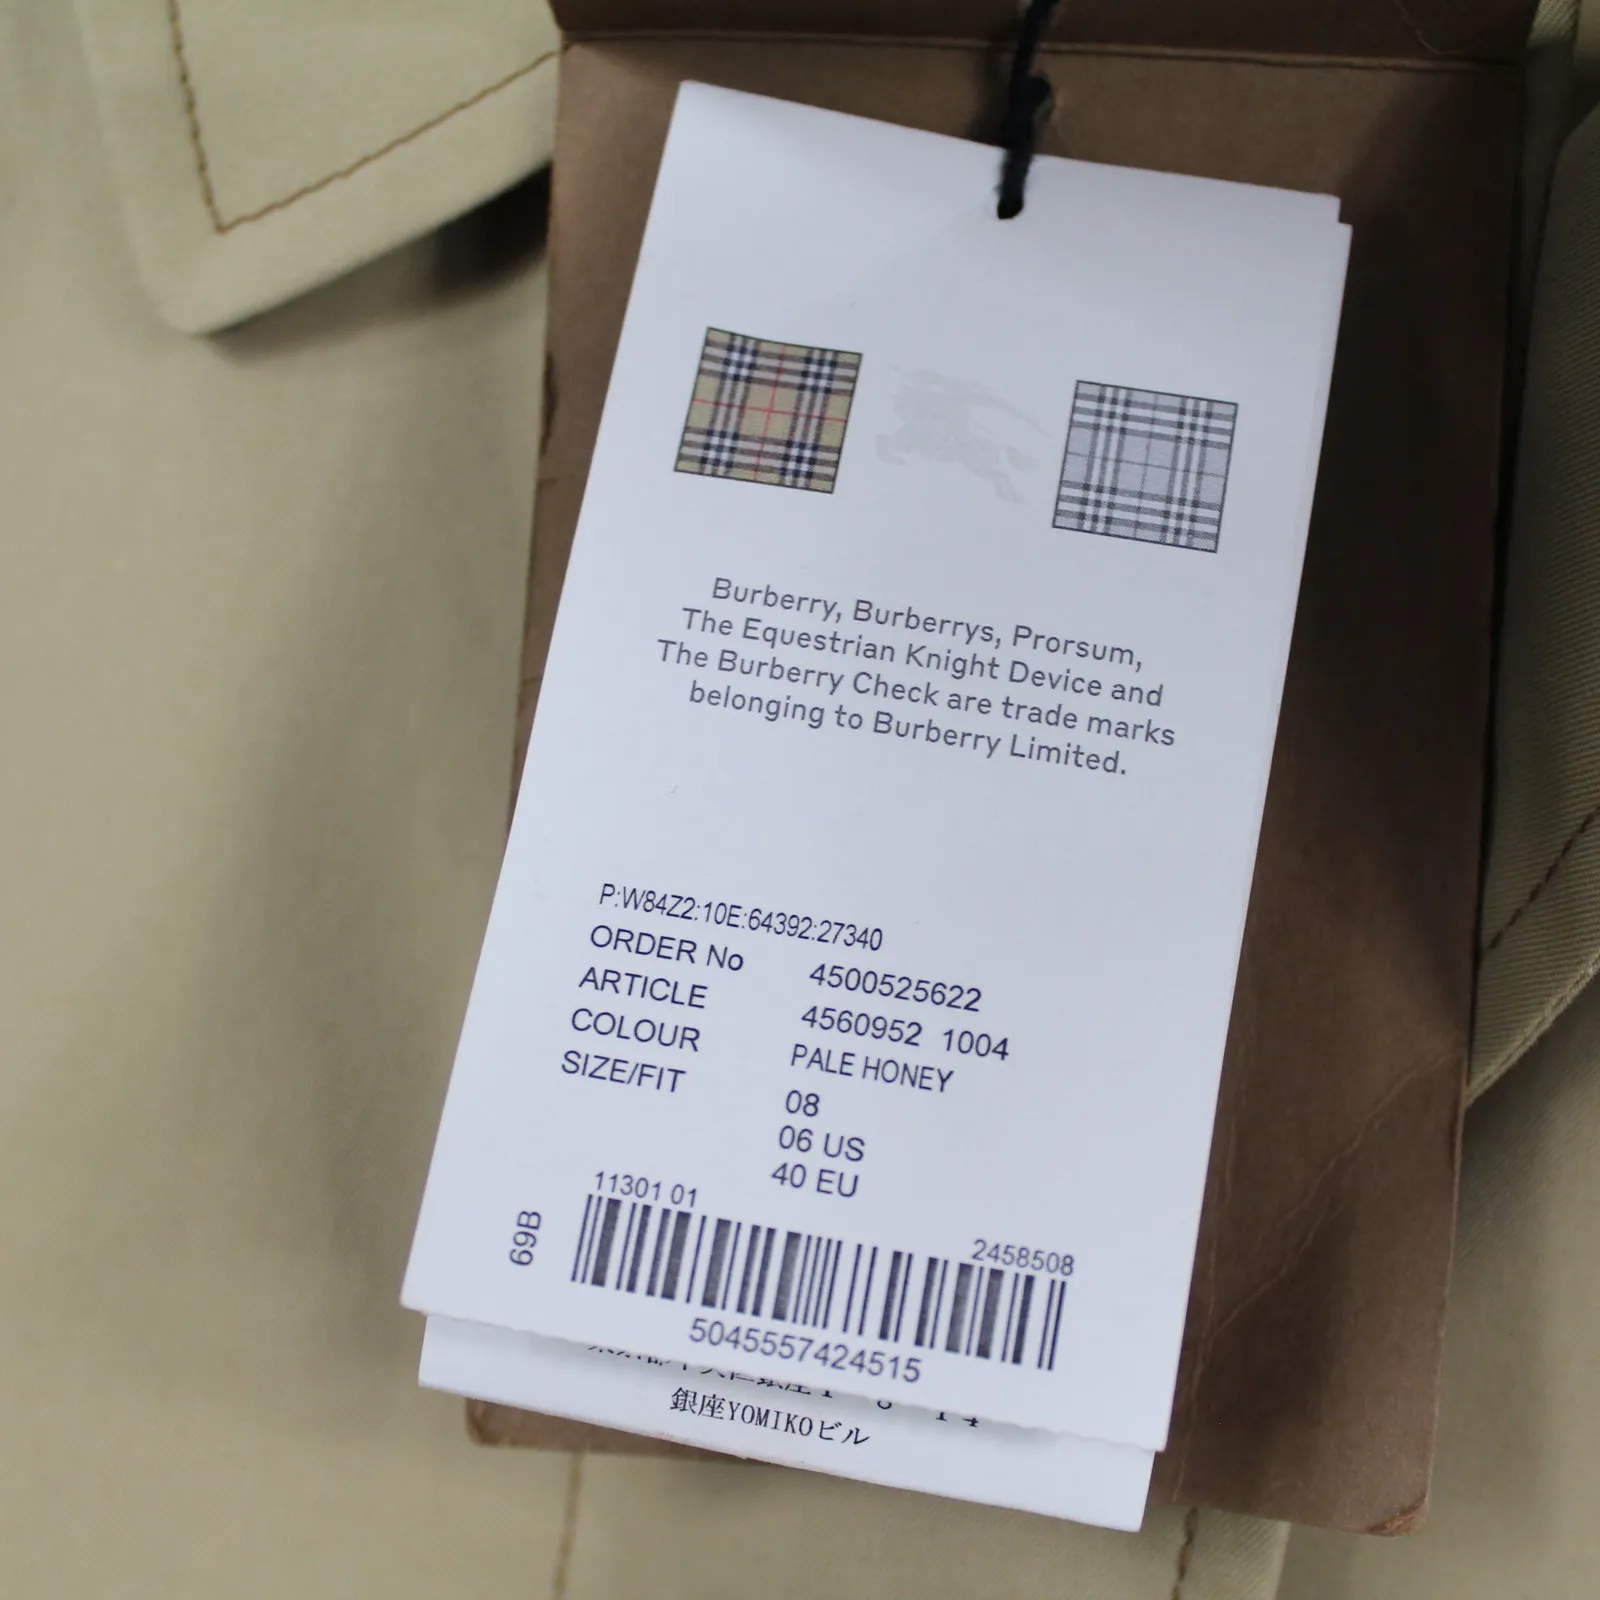 Burberry, Burberrys, Prorsum,
The Equestrian Knight Device and
The Burberry Check are trade marks
belonging to Burberry Limited.
P:W84Z2:10E:64392:27340
ORDER No 4500525622
ARTICLE 4560952 1004
COLOUR PALE HONEY
SIZE/FIT 08
06 US
40 EU
11301 01
69B
2458508
5045557424515
銀座YOMIKOビル